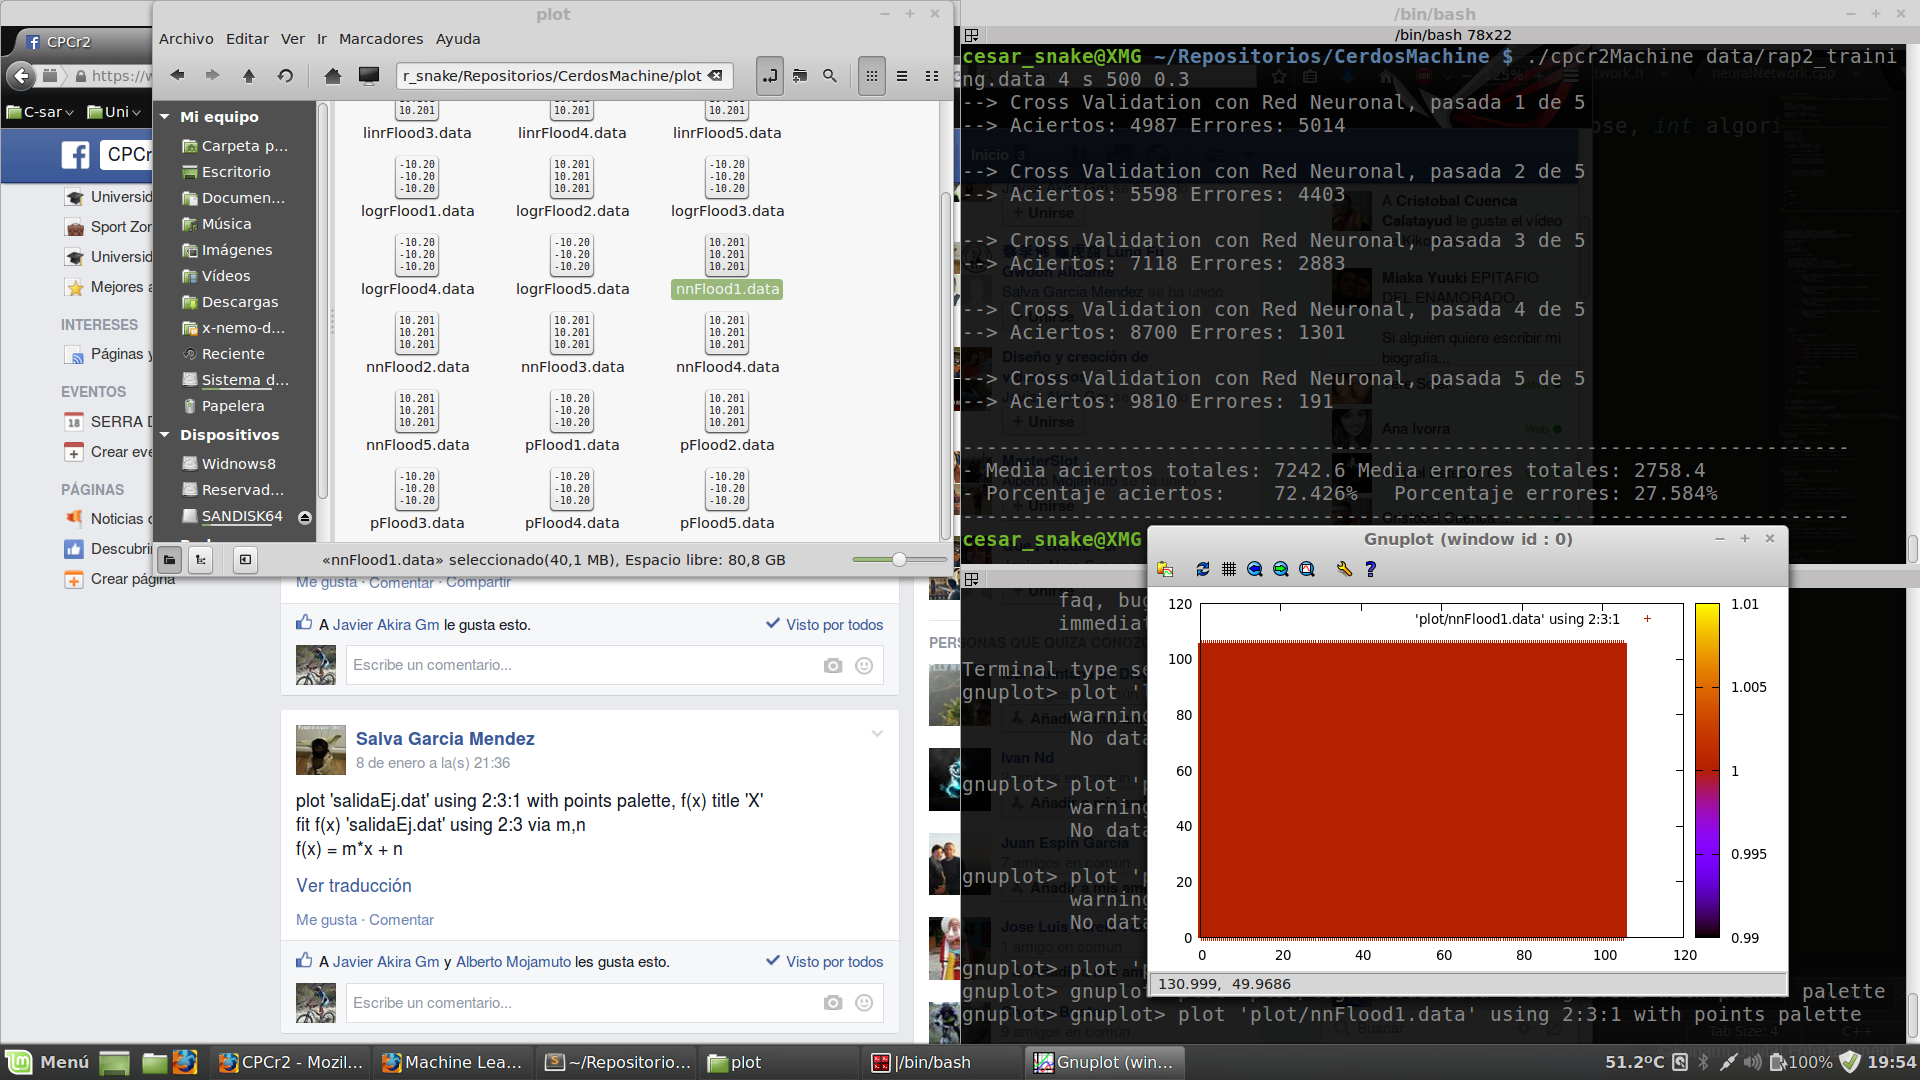 plot
Archivo Editar Ver Ir Marcadores Ayuda
r_snake/Repositorios/CerdosMachine/plot
Mi equipo
Carpeta p...
Escritorio
Documen...
Música
Imágenes
Vídeos
Descargas
x-nemo-d...
Reciente
Sistema d...
Papelera
Dispositivos
Widnows8
Reservad...
SANDISK64
linrFlood3.data linrFlood4.data linrFlood5.data
logrFlood1.data logrFlood2.data logrFlood3.data
logrFlood4.data logrFlood5.data nnFlood1.data
nnFlood2.data nnFlood3.data nnFlood4.data
nnFlood5.data pFlood1.data pFlood2.data
pFlood3.data pFlood4.data pFlood5.data
«nnFlood1.data» seleccionado(40,1 MB), Espacio libre: 80,8 GB
CPCr2
https://w
C-sar Uni
CPCr
Universid
Sport Zor
Universid
Mejores a
INTERESES
Páginas y
EVENTOS
SERRA D
Crear eve
PÁGINAS
Noticias d
Descubrir
Crear página
Me gusta · Comentar · Compartir
A Javier Akira Gm le gusta esto. Visto por todos
Escribe un comentario...
Salva Garcia Mendez
8 de enero a la(s) 21:36
plot 'salidaEj.dat' using 2:3:1 with points palette, f(x) title 'X'
fit f(x) 'salidaEj.dat' using 2:3 via m,n
f(x) = m*x + n
Ver traducción
Me gusta · Comentar
A Javier Akira Gm y Alberto Mojamuto les gusta esto. Visto por todos
Escribe un comentario...
/bin/bash
/bin/bash 78x22
cesar_snake@XMG ~/Repositorios/CerdosMachine $ ./cpcr2Machine data/rap2_traini
ng.data 4 s 500 0.3
--> Cross Validation con Red Neuronal, pasada 1 de 5
--> Aciertos: 4987 Errores: 5014
--> Cross Validation con Red Neuronal, pasada 2 de 5
--> Aciertos: 5598 Errores: 4403
--> Cross Validation con Red Neuronal, pasada 3 de 5
--> Aciertos: 7118 Errores: 2883
--> Cross Validation con Red Neuronal, pasada 4 de 5
--> Aciertos: 8700 Errores: 1301
--> Cross Validation con Red Neuronal, pasada 5 de 5
--> Aciertos: 9810 Errores: 191
- Media aciertos totales: 7242.6 Media errores totales: 2758.4
- Porcentaje aciertos: 72.426% Porcentaje errores: 27.584%
cesar_snake@XMG
faq, bug
immediat
Terminal type se
gnuplot> plot 'l
warning
No data
gnuplot> plot 'p
warning
No data
gnuplot> plot 'p
warning
No data
gnuplot> plot 'p
palette
gnuplot> gnuplot> plot 'plot/nnFlood1.data' using 2:3:1 with points palette
Gnuplot (window id : 0)
'plot/nnFlood1.data' using 2:3:1
120
100
80
60
40
20
0
0 20 40 60 80 100 120
1.01
1.005
1
0.995
0.99
130.999, 49.9686
Menú
CPCr2 - Mozil...
Machine Lea...
~/Repositorio...
plot
/bin/bash
Gnuplot (win...
51.2ºC
100%
19:54